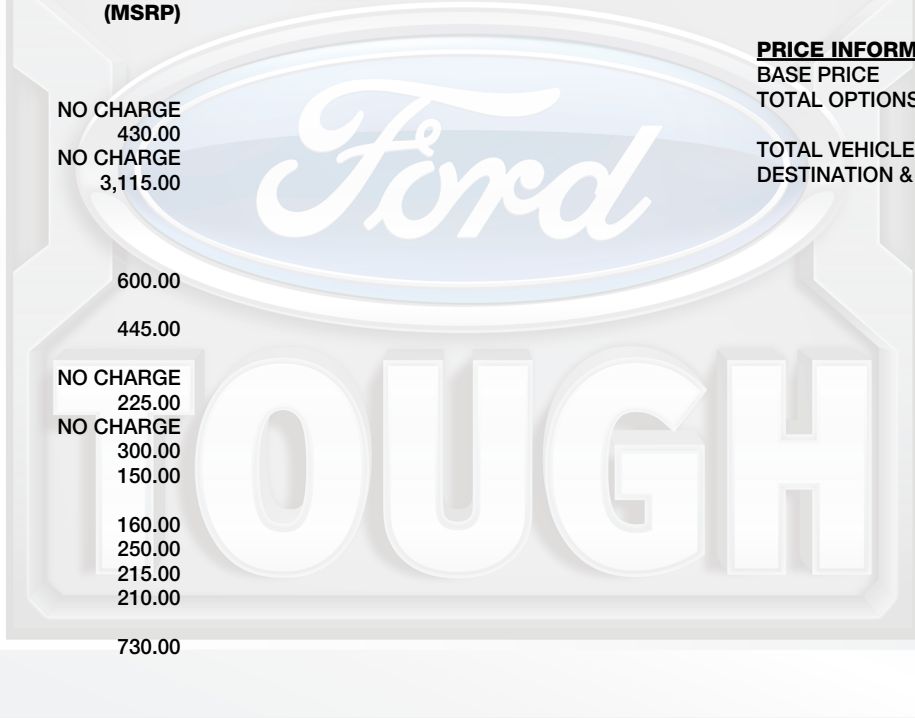 (MSRP)
NO CHARGE
430.00
NO CHARGE
3,115.00
600.00
445.00
NO CHARGE
225.00
NO CHARGE
300.00
150.00
160.00
250.00
215.00
210.00
730.00
PRICE INFORM
BASE PRICE
TOTAL OPTIONS
TOTAL VEHICLE
DESTINATION &
Ford
TOUGH